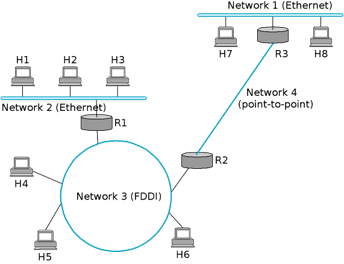 Network 1 (Ethernet)
H7
R3
H8
H1
H2
H3
Network 2 (Ethernet)
R1
Network 4
(point-to-point)
R2
H4
Network 3 (FDDI)
H5
H6